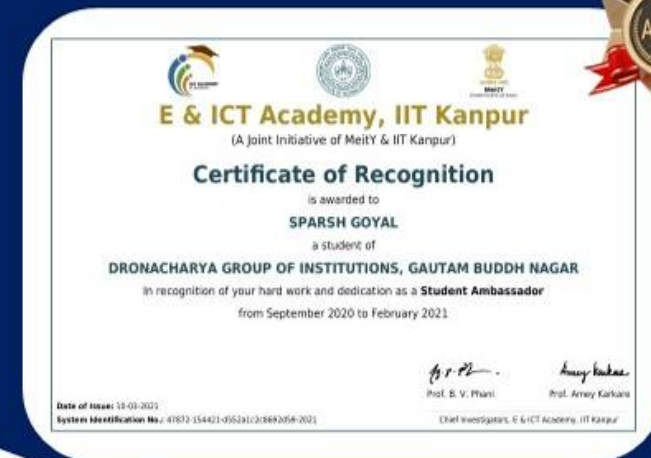 E & ICT Academy, IIT Kanpur
(A Joint Initiative of MeitY & IIT Kanpur)
Certificate of Recognition
is awarded to
SPARSH GOYAL
a student of
DRONACHARYA GROUP OF INSTITUTIONS, GAUTAM BUDDH NAGAR
In recognition of your hard work and dedication as a Student Ambassador
from September 2020 to February 2021
Prof. B. V. Phani
Prof. Amey Karkare
Date of Issue: 10-03-2021
System Identification No.:
Chief Investigators, E & ICT Academy, IIT Kanpur